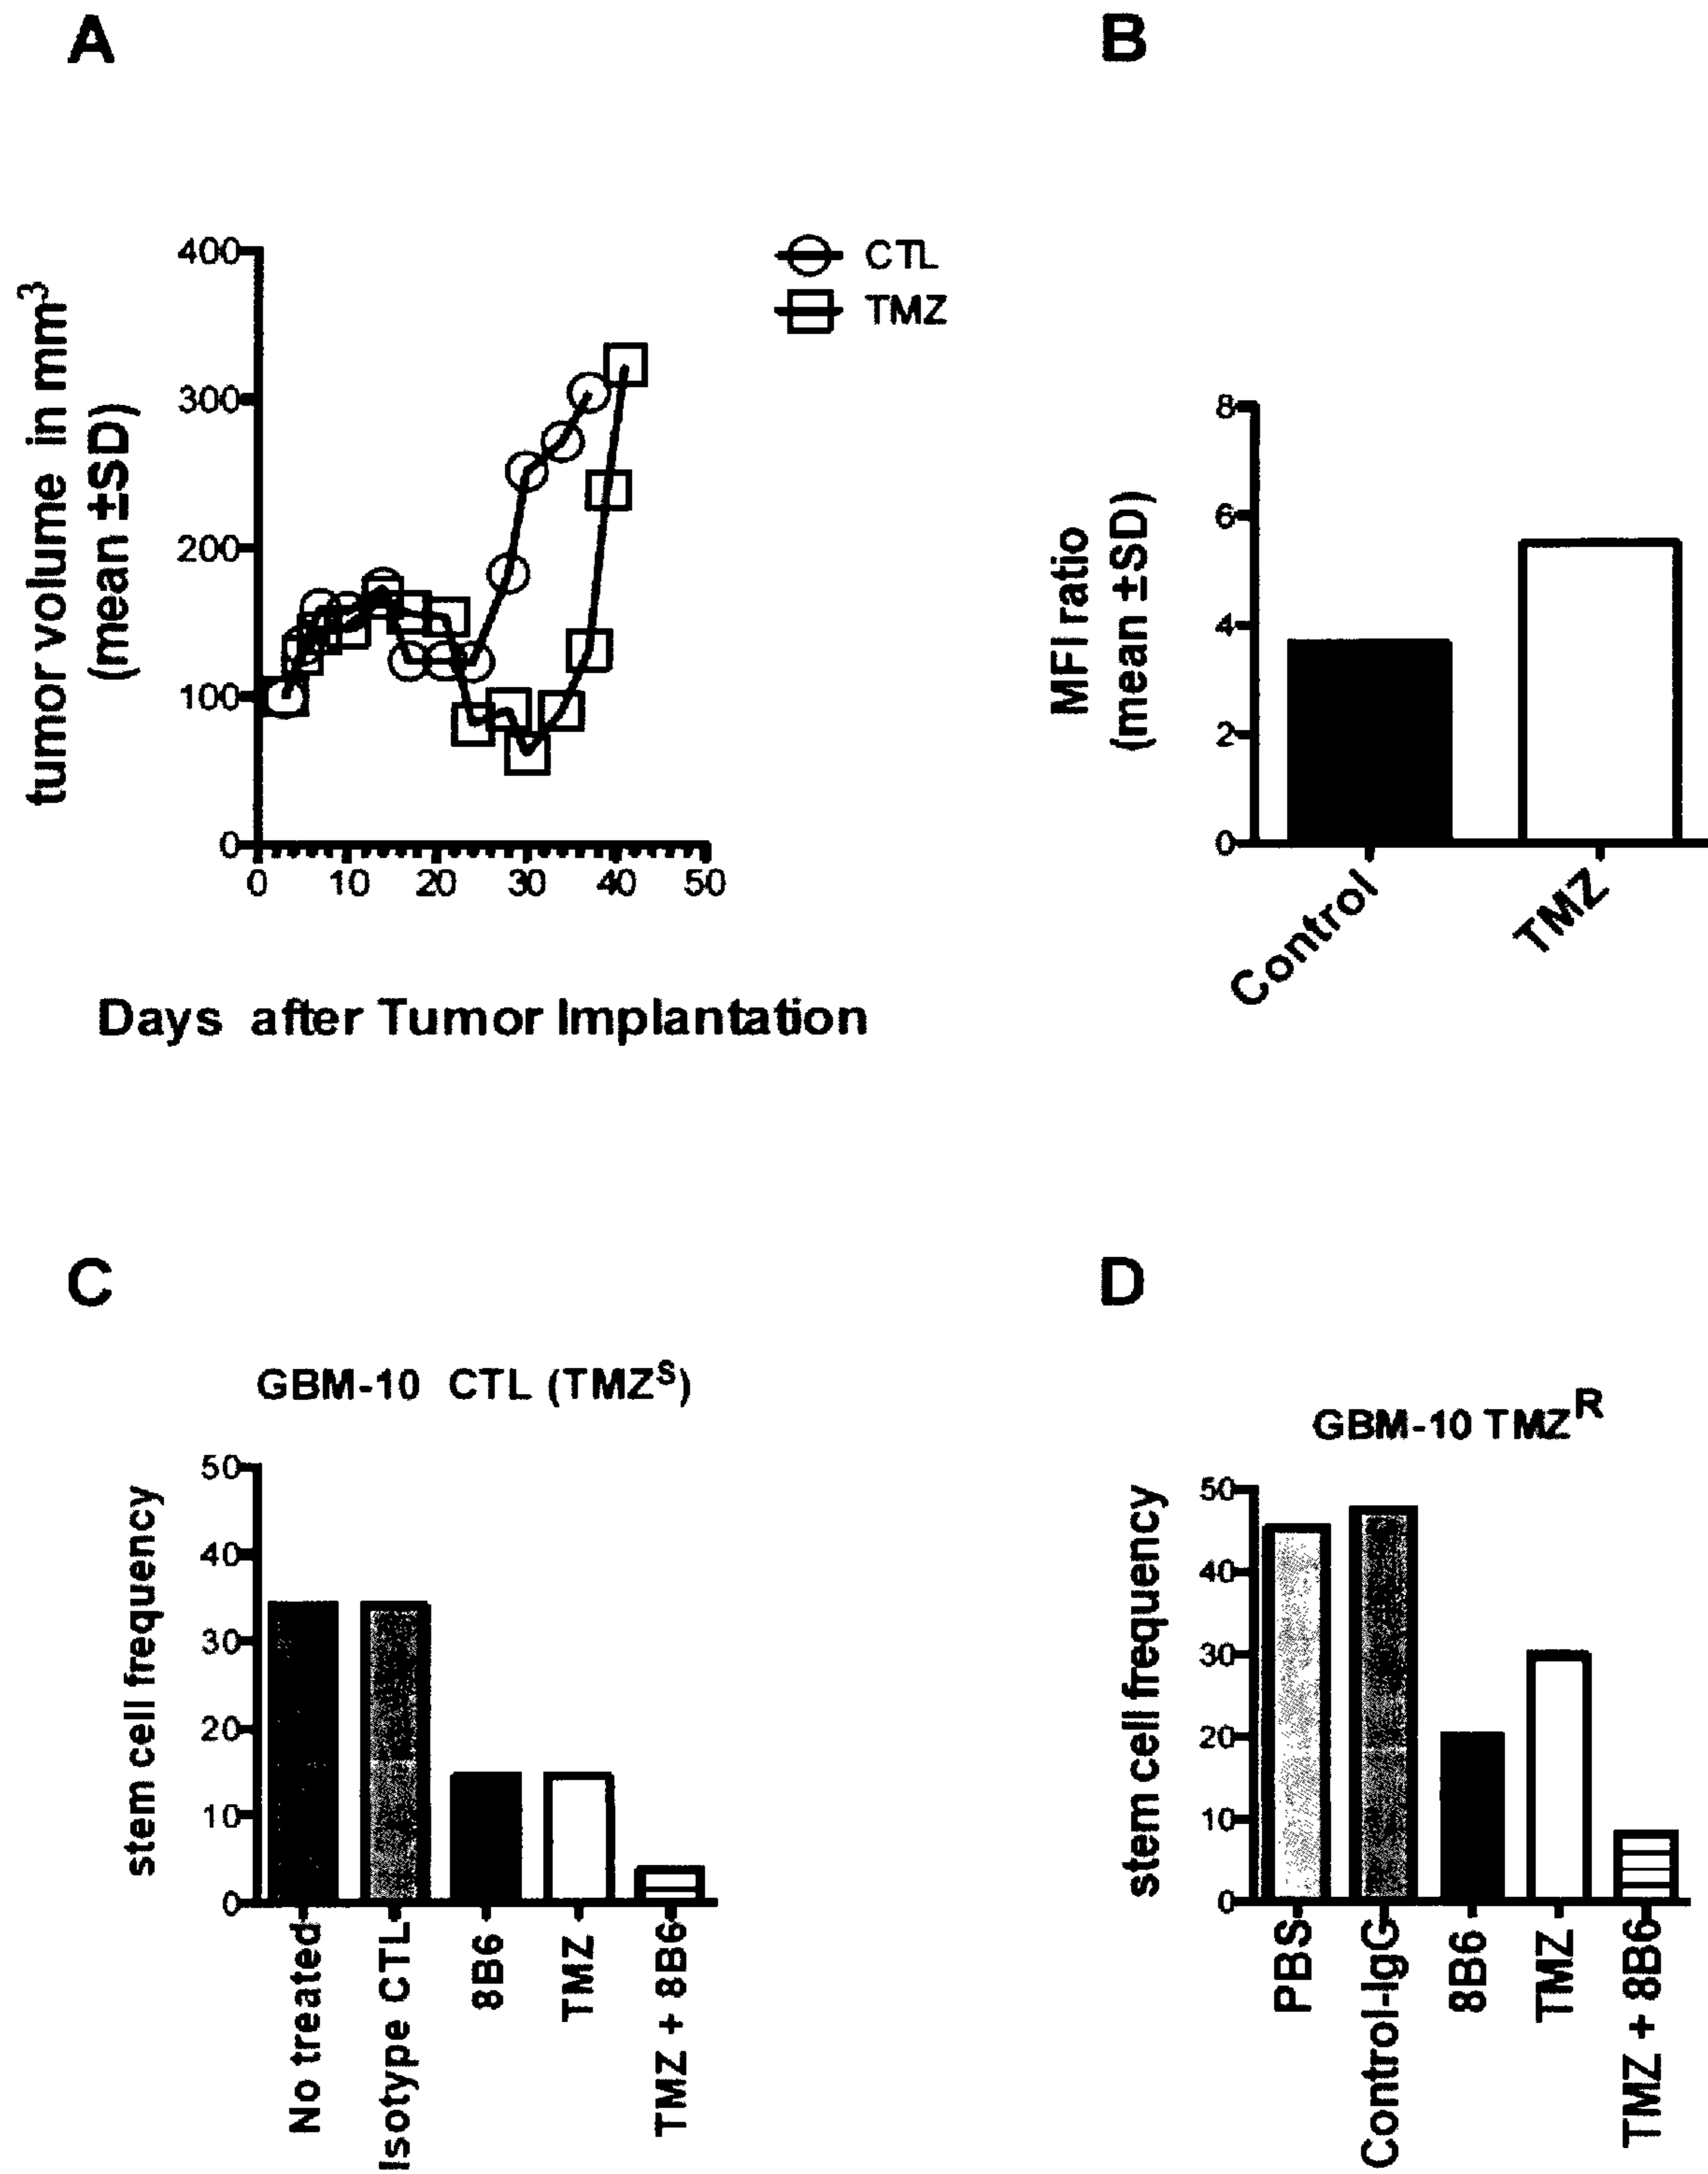 A
tumor volume in mm3
(mean ±SD)
400
300
200
100
0
0 10 20 30 40 50
CTL
TMZ
Days after Tumor Implantation
B
MFI ratio
(mean ±SD)
8
6
4
2
0
Control
TMZ
C
GBM-10 CTL (TMZS)
stem cell frequency
50
40
30
20
10
0
No treated
Isotype CTL
8B6
TMZ
TMZ + 8B6
D
GBM-10 TMZR
stem cell frequency
50
40
30
20
10
0
PBS
Control-IgG
8B6
TMZ
TMZ + 8B6